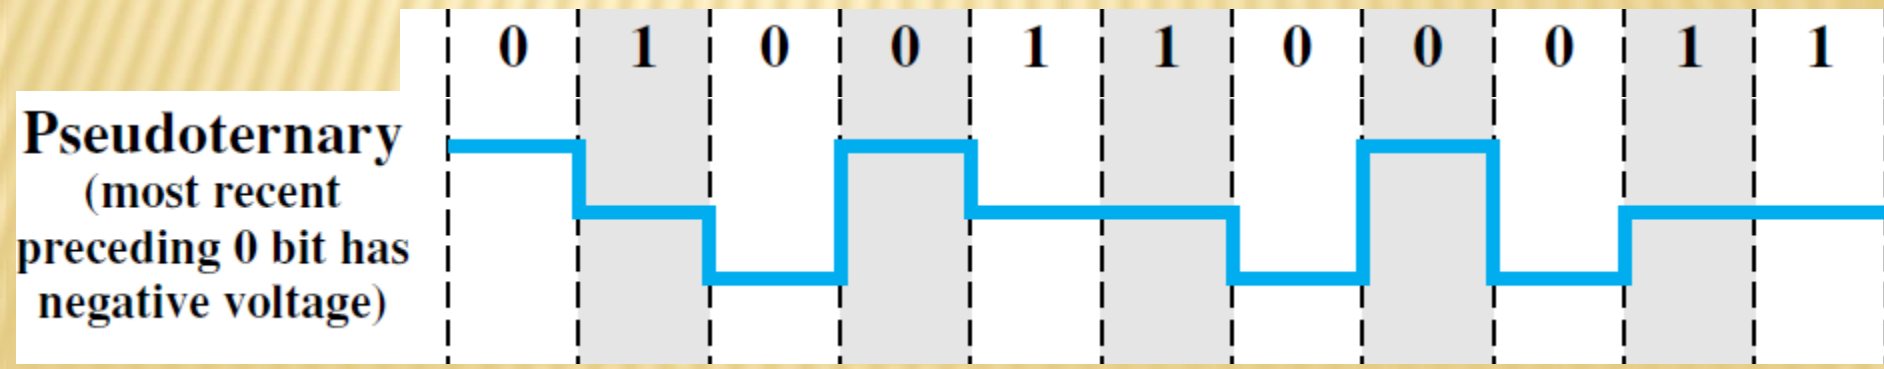 0 1 0 0 1 1 0 0 0 1 1
Pseudoternary
(most recent
preceding 0 bit has
negative voltage)